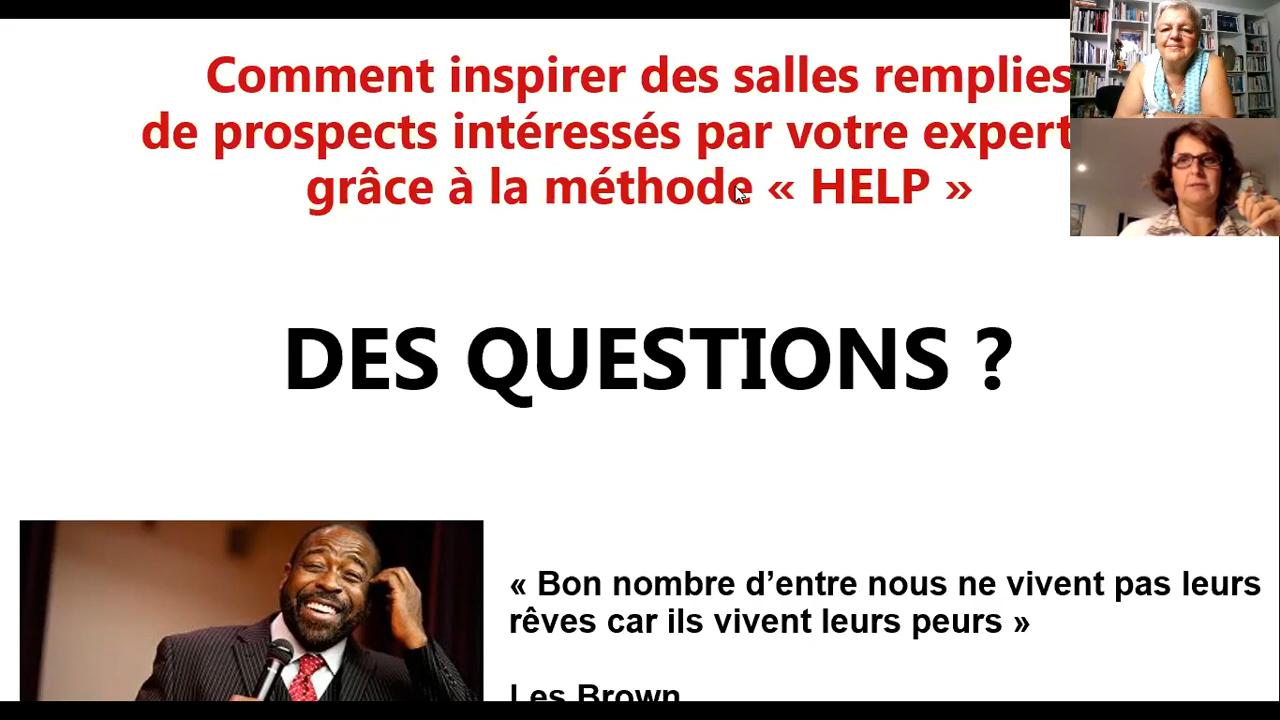 Comment inspirer des salles remplies
de prospects intéressés par votre expert
grâce à la méthode « HELP »
DES QUESTIONS ?
« Bon nombre d’entre nous ne vivent pas leurs
rêves car ils vivent leurs peurs »
Les Brown